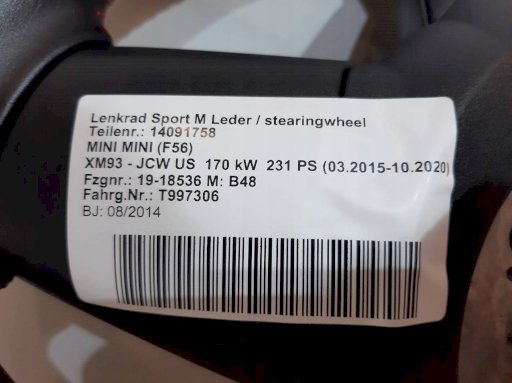 Lenkrad Sport M Leder / stearingwheel
Teilenr.: 14091758
MINI MINI (F56)
XM93 - JCW US 170 kW 231 PS (03.2015-10.2020)
Fzgnr.: 19-18536 M: B48
Fahrg.Nr.: T997306
BJ: 08/2014